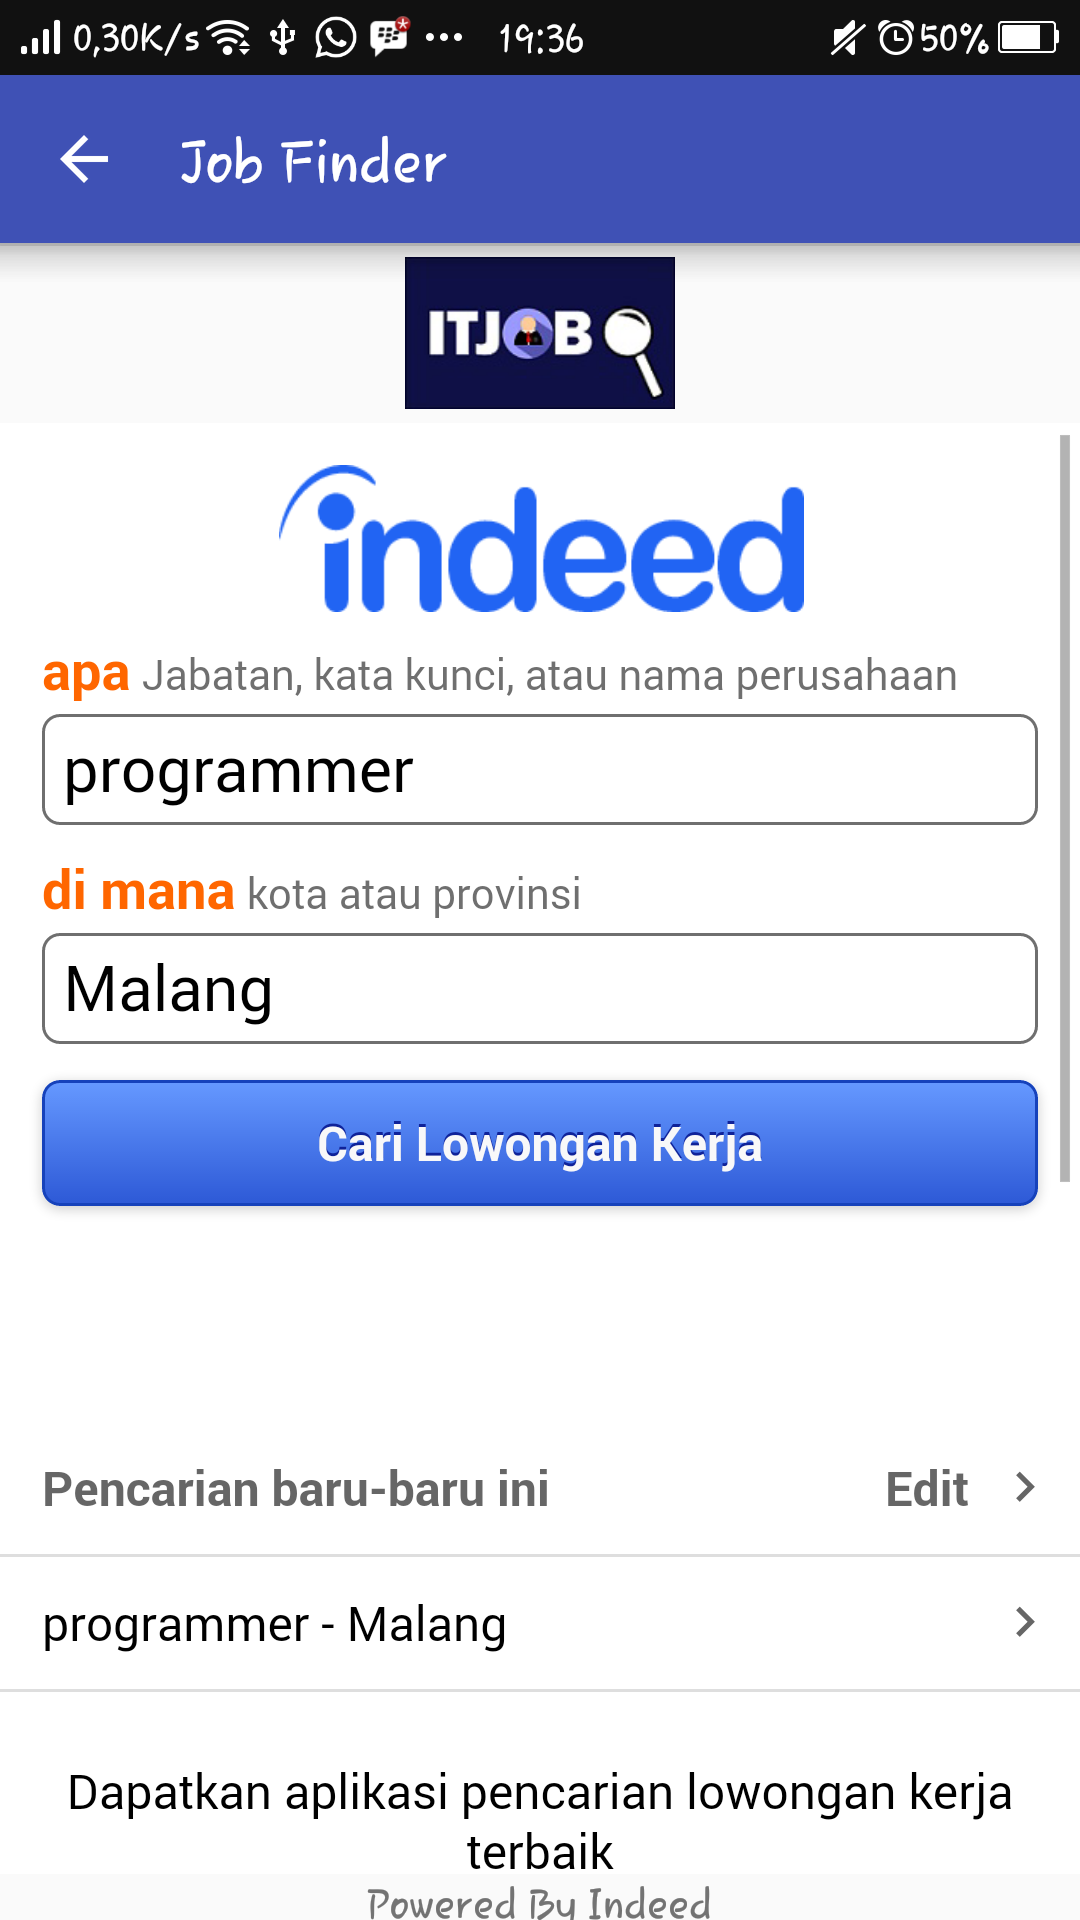 0,30K/s 19:36 50%
Job Finder
ITJOB
indeed
apa Jabatan, kata kunci, atau nama perusahaan
programmer
di mana kota atau provinsi
Malang
Cari Lowongan Kerja
Pencarian baru-baru ini Edit
programmer - Malang
Dapatkan aplikasi pencarian lowongan kerja
terbaik
Powered By Indeed